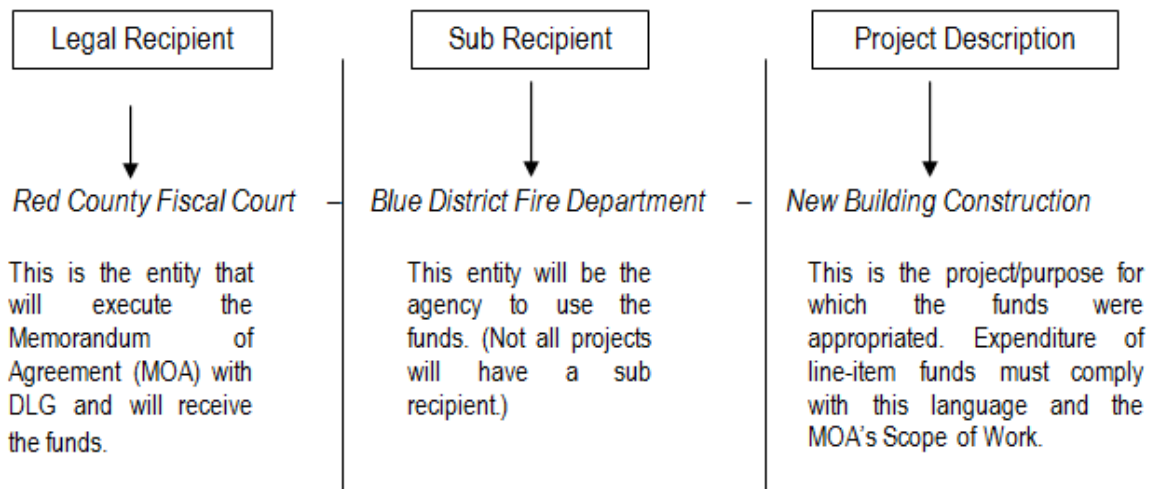 Legal Recipient
Sub Recipient
Project Description
Red County Fiscal Court – Blue District Fire Department – New Building Construction
This is the entity that
will execute the
Memorandum of
Agreement (MOA) with
DLG and will receive
the funds.
This entity will be the
agency to use the
funds. (Not all projects
will have a sub
recipient.)
This is the project/purpose for
which the funds were
appropriated. Expenditure of
line-item funds must comply
with this language and the
MOA's Scope of Work.